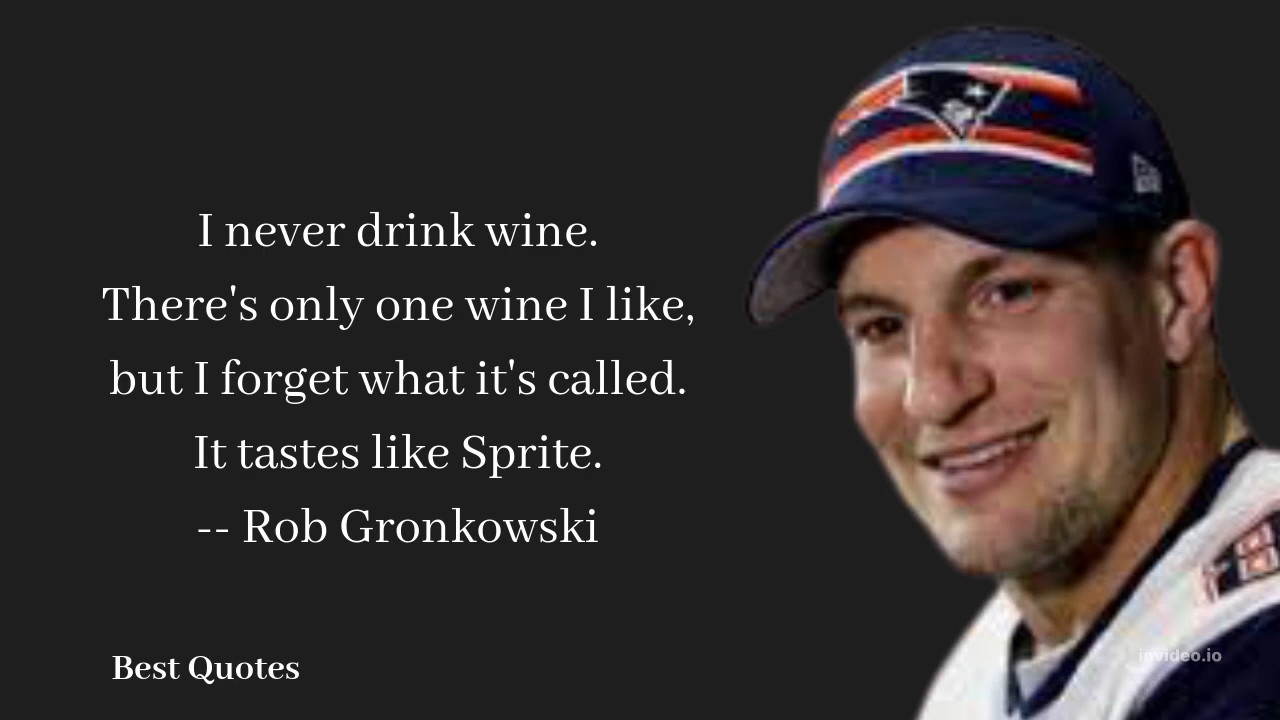 I never drink wine.
There's only one wine I like,
but I forget what it's called.
It tastes like Sprite.
-- Rob Gronkowski
Best Quotes
invideo.io